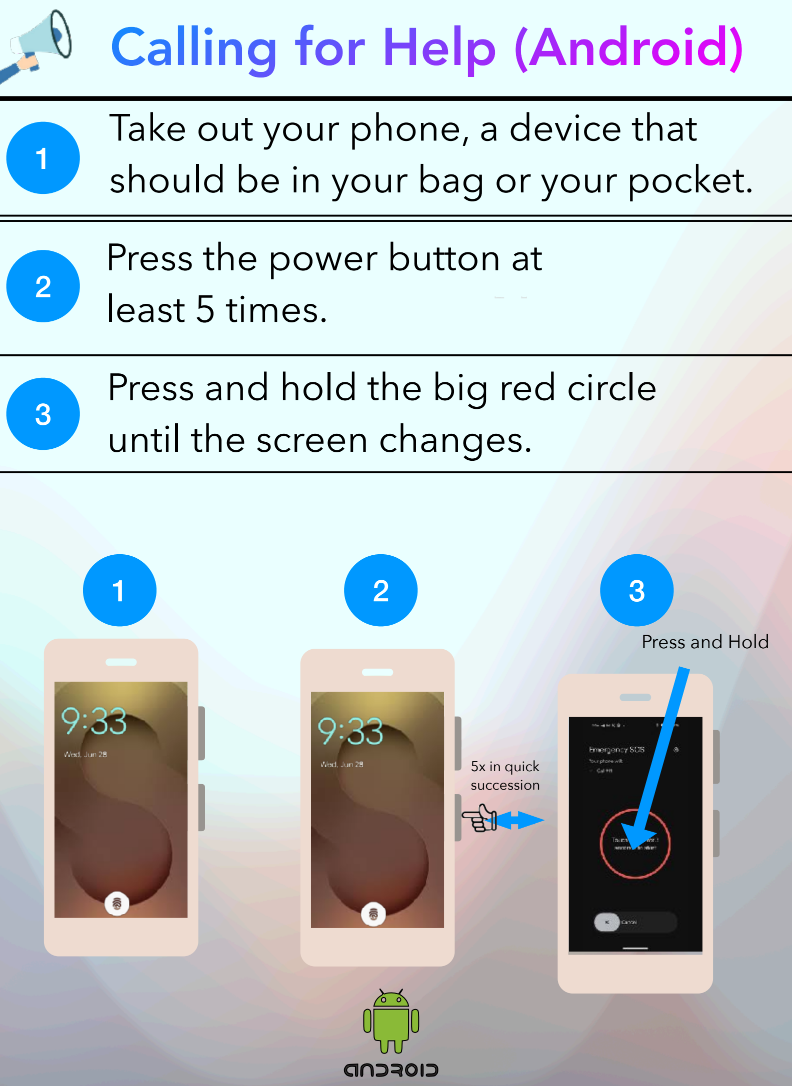 Calling for Help (Android)
1
Take out your phone, a device that
should be in your bag or your pocket.
2
Press the power button at
least 5 times.
3
Press and hold the big red circle
until the screen changes.
1
2
3
Press and Hold
9:33
Wed, Jun 28
9:33
Wed, Jun 28
5x in quick
succession
Emergency SOS
Your phone will:
Call 911
Cancel
ANDROID